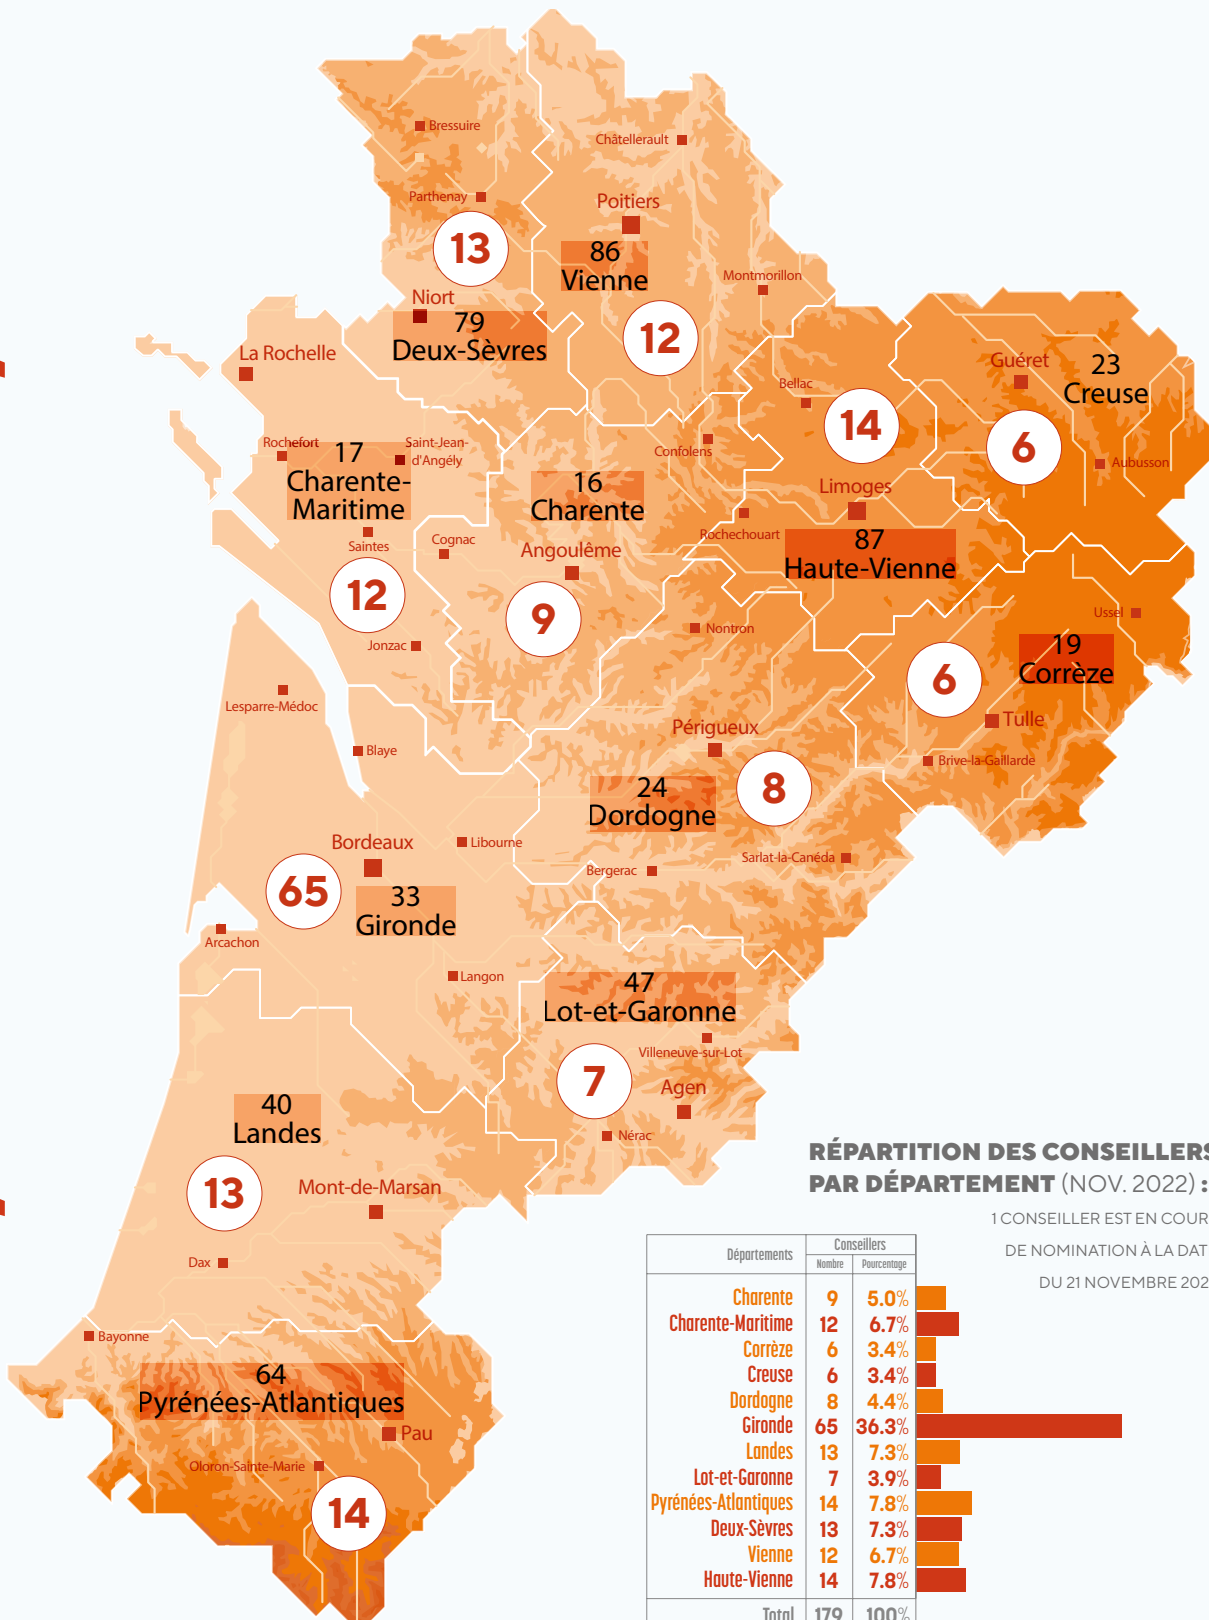 Bressuire
Châtellerault
Parthenay
Poitiers
13
86
Vienne
Montmorillon
Niort
79
Deux-Sèvres
12
La Rochelle
Guéret
23
Creuse
Bellac
14
6
Rochefort
17
Charente-
Maritime
Saint-Jean-
d'Angély
Confolens
Aubusson
16
Charente
Limoges
Rochechouart
87
Haute-Vienne
Saintes
Cognac
Angoulême
12
9
Nontron
Ussel
Jonzac
19
Corrèze
6
Lesparre-Médoc
Tulle
Périgueux
Blaye
Brive-la-Gaillarde
24
Dordogne
8
Bordeaux
Libourne
Sarlat-la-Canéda
Bergerac
65
33
Gironde
Arcachon
Langon
47
Lot-et-Garonne
Villeneuve-sur-Lot
7
Agen
40
Landes
Nérac
13
Mont-de-Marsan
Dax
Bayonne
64
Pyrénées-Atlantiques
Pau
Oloron-Sainte-Marie
14
RÉPARTITION DES CONSEILLERS
PAR DÉPARTEMENT (NOV. 2022) :
1 CONSEILLER EST EN COUR
DE NOMINATION À LA DAT
DU 21 NOVEMBRE 202
Départements Conseillers
Nombre Pourcentage
Charente 9 5.0%
Charente-Maritime 12 6.7%
Corrèze 6 3.4%
Creuse 6 3.4%
Dordogne 8 4.4%
Gironde 65 36.3%
Landes 13 7.3%
Lot-et-Garonne 7 3.9%
Pyrénées-Atlantiques 14 7.8%
Deux-Sèvres 13 7.3%
Vienne 12 6.7%
Haute-Vienne 14 7.8%
Total 179 100%